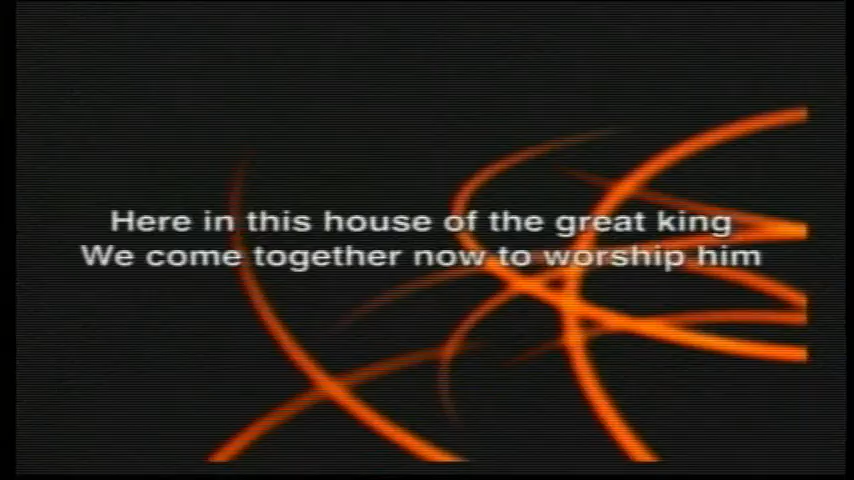 Here in this house of the great king
We come together now to worship him